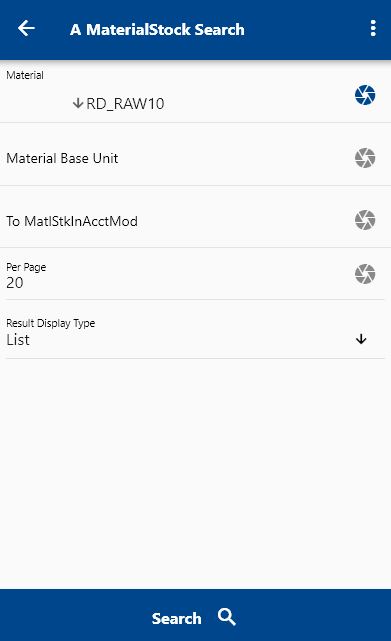 A MaterialStock Search
Material
RD_RAW10
Material Base Unit
To MatlStkInAcctMod
Per Page
20
Result Display Type
List
Search